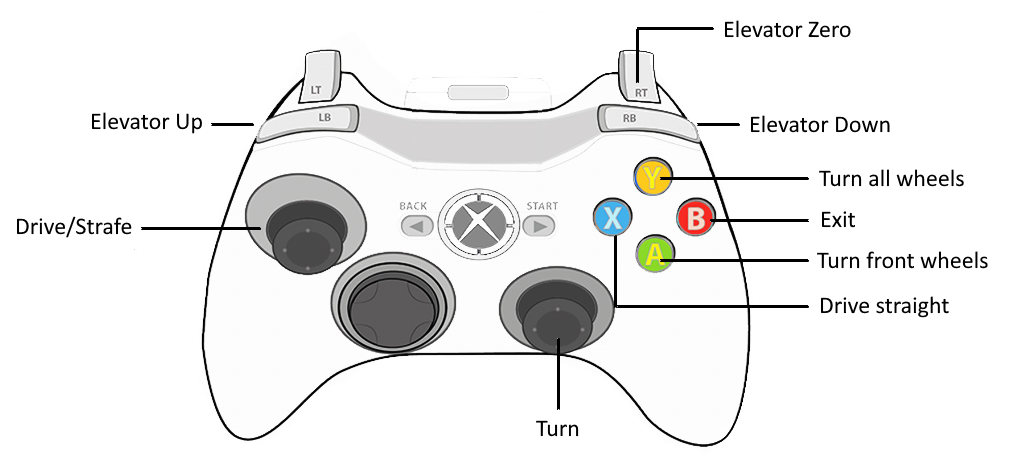 Elevator Zero
LT
RT
Elevator Up
LB
RB
Elevator Down
Y
Turn all wheels
BACK
START
X
B
Exit
Drive/Strafe
A
Turn front wheels
Drive straight
Turn